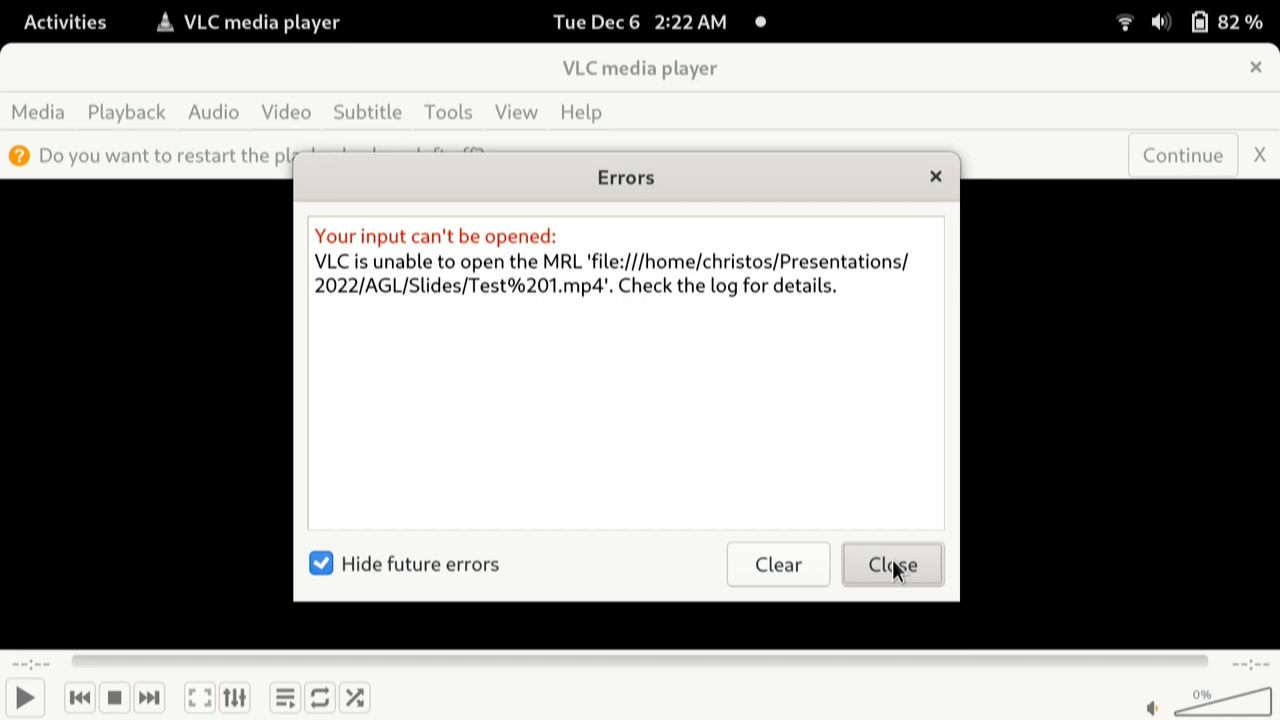 Activities VLC media player Tue Dec 6 2:22 AM 82 %
VLC media player
Media Playback Audio Video Subtitle Tools View Help
Do you want to restart the Continue X
Errors
Your input can't be opened:
VLC is unable to open the MRL 'file:///home/christos/Presentations/
2022/AGL/Slides/Test%201.mp4'. Check the log for details.
Hide future errors Clear Close
--:-- --:--
0%